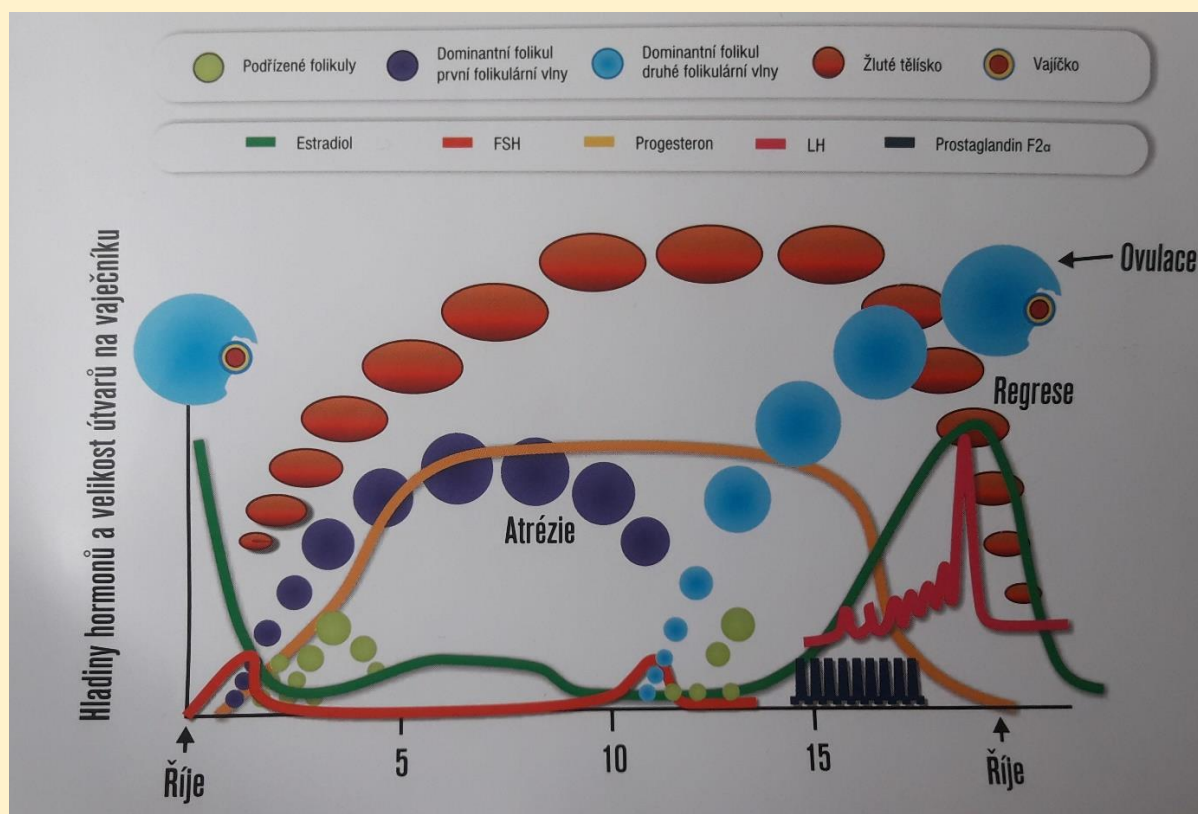 Podřízené folikuly
Dominantní folikul
první folikulární vlny
Dominantní folikul
druhé folikulární vlny
Žluté tělísko
Vajíčko
Estradiol
FSH
Progesteron
LH
Prostaglandin F2α
Hladiny hormonů a velikost útvarů na vaječníku
Ovulace
Regrese
Atrézie
5
10
15
Říje
Říje